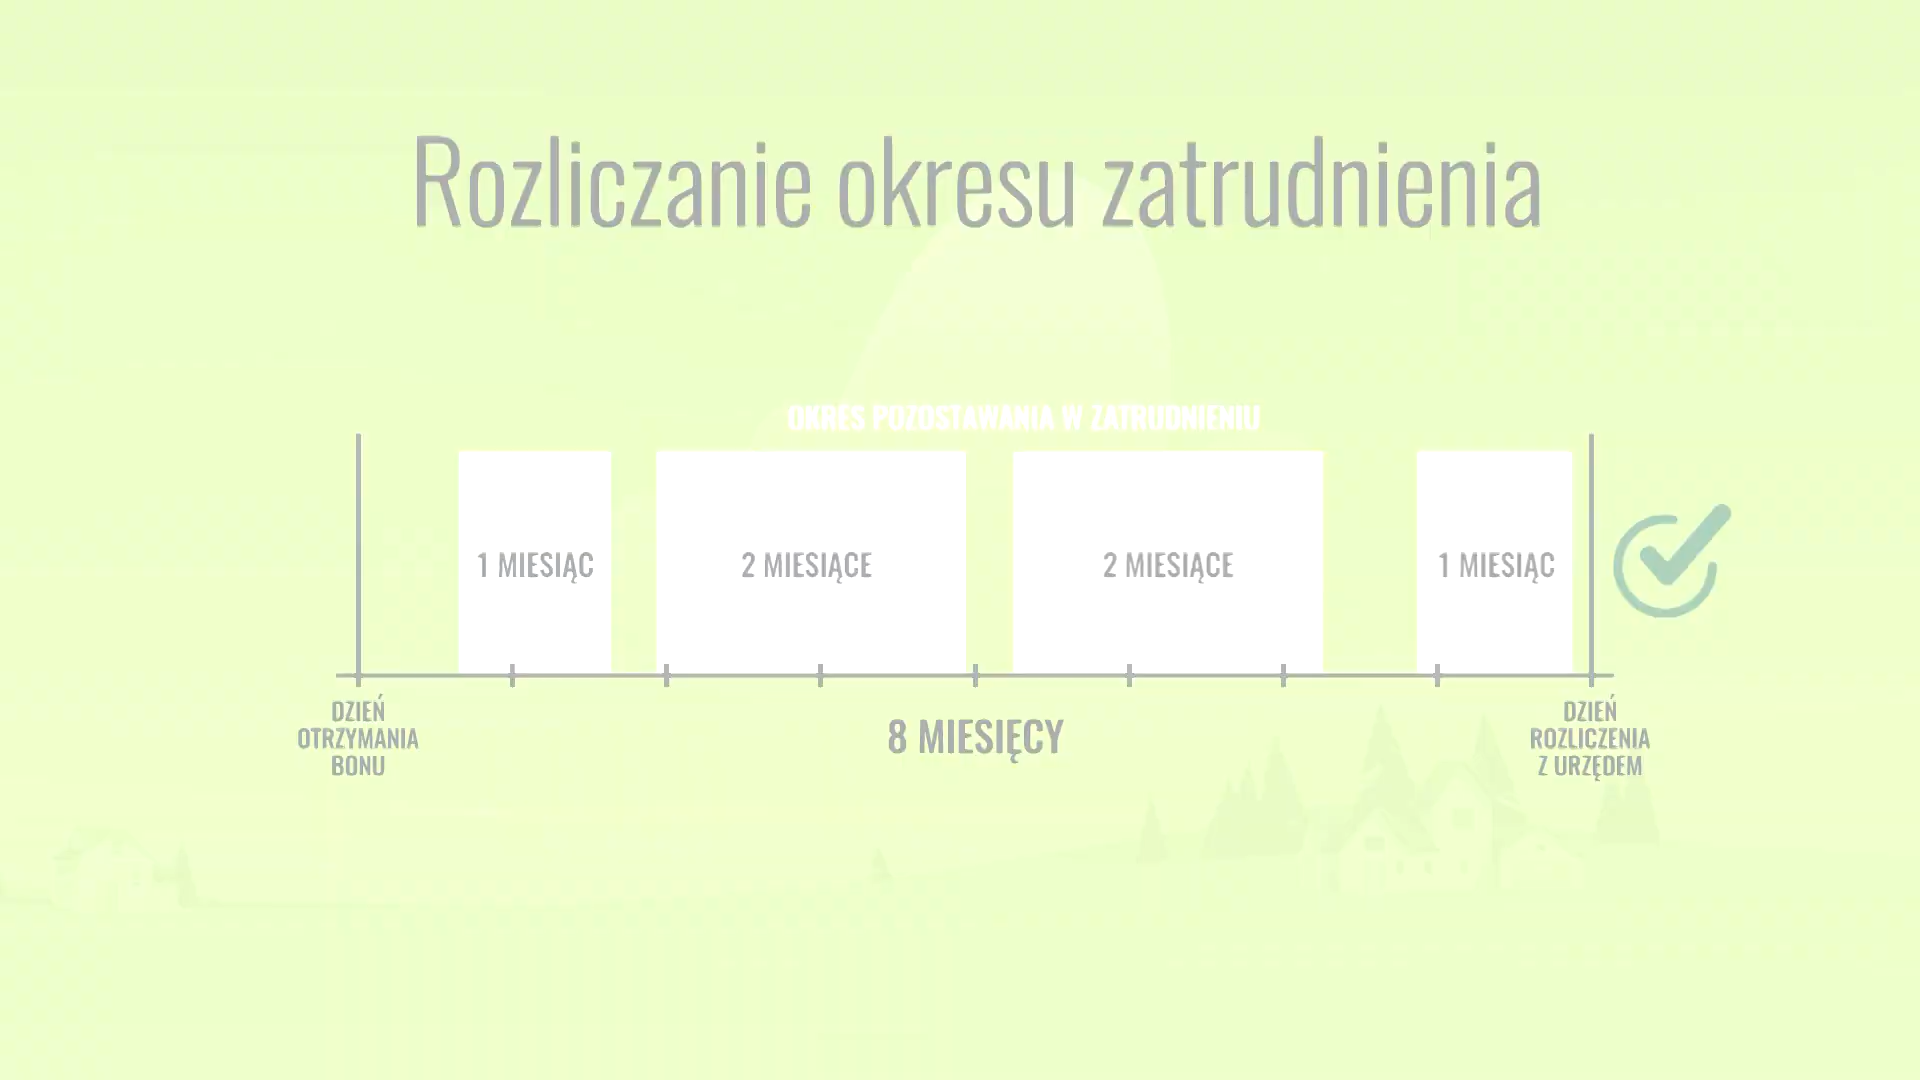 Rozliczanie okresu zatrudnienia
OKRES POZOSTAWANIA W ZATRUDNIENIU
1 MIESIĄC
2 MIESIĄCE
2 MIESIĄCE
1 MIESIĄC
DZIEŃ
OTRZYMANIA
BONU
8 MIESIĘCY
DZIEŃ
ROZLICZENIA
Z URZĘDEM